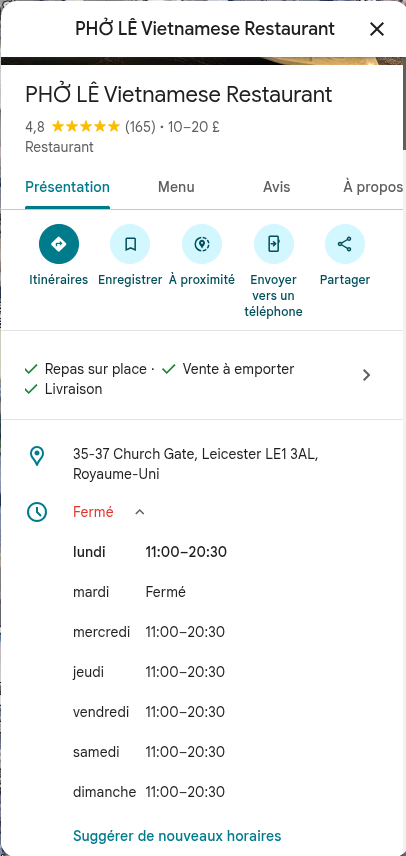 PHỞ LÊ Vietnamese Restaurant
PHỞ LÊ Vietnamese Restaurant
4,8 ★★★★★ (165) · 10–20 £
Restaurant
Présentation Menu Avis À propos
Itinéraires Enregistrer À proximité Envoyer vers un téléphone Partager
Repas sur place · Vente à emporter
Livraison
35-37 Church Gate, Leicester LE1 3AL,
Royaume-Uni
Fermé
lundi 11:00–20:30
mardi Fermé
mercredi 11:00–20:30
jeudi 11:00–20:30
vendredi 11:00–20:30
samedi 11:00–20:30
dimanche 11:00–20:30
Suggérer de nouveaux horaires